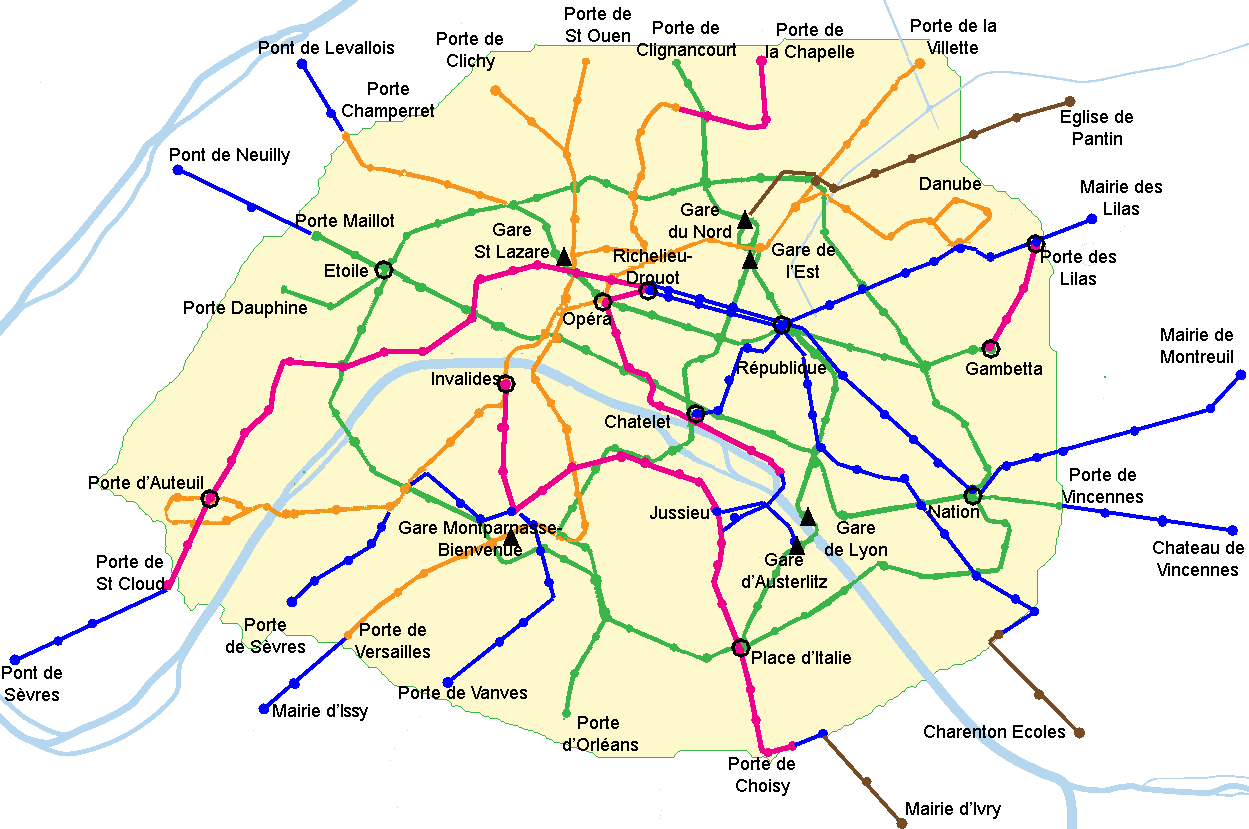 Porte de
St Ouen
Porte de
Clignancourt
Porte de
la Chapelle
Porte de la
Villette
Porte de
Clichy
Pont de Levallois
Porte
Champerret
Eglise de
Pantin
Pont de Neuilly
Danube
Mairie des
Lilas
Porte Maillot
Gare
du Nord
Gare
St Lazare
Gare de
l'Est
Richelieu-
Drouot
Porte des
Lilas
Etoile
Porte Dauphine
Opéra
Mairie de
Montreuil
République
Gambetta
Invalides
Chatelet
Porte d'Auteuil
Porte de
Vincennes
Nation
Jussieu
Gare Montparnasse-
Bienvenue
Gare
de Lyon
Chateau de
Vincennes
Gare
d'Austerlitz
Porte de
St Cloud
Porte
de Sèvres
Porte de
Versailles
Place d'Italie
Pont de
Sèvres
Porte de Vanves
Mairie d'Issy
Porte
d'Orléans
Charenton Ecoles
Porte de
Choisy
Mairie d'Ivry